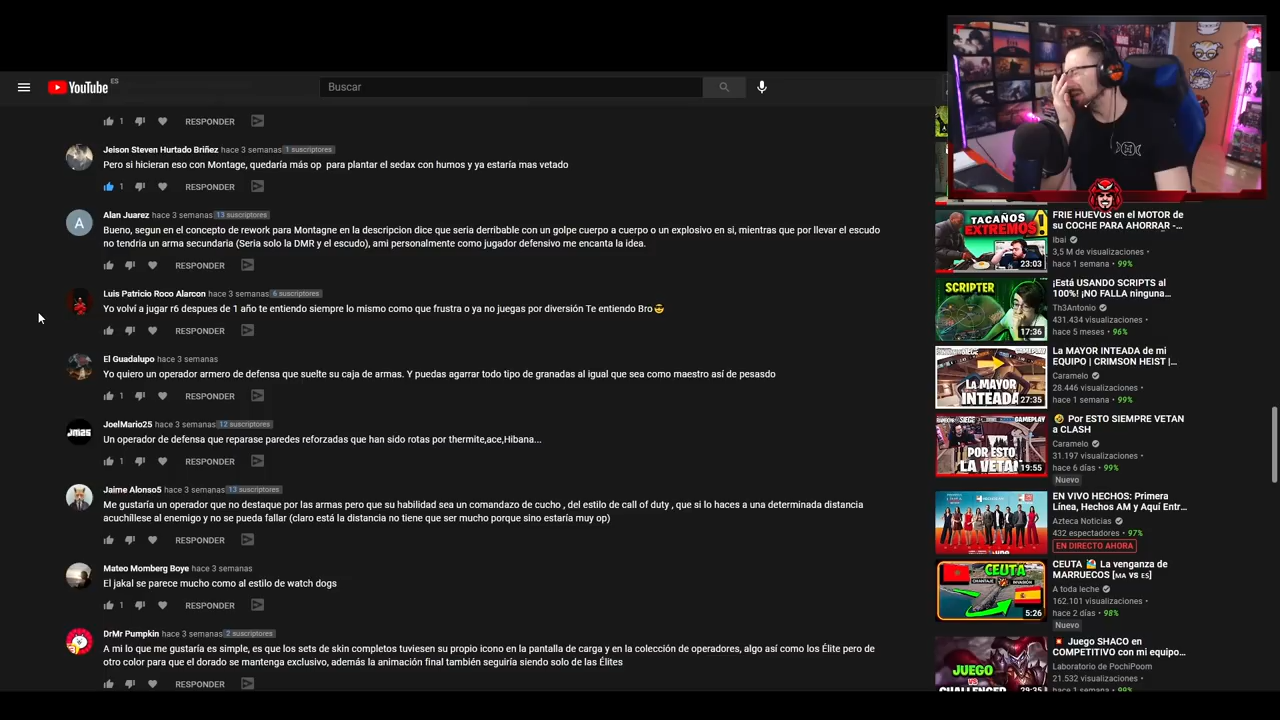 YouTube ES
Buscar
1 RESPONDER
Jeison Steven Hurtado Briñez hace 3 semanas 1 suscriptores
Pero si hicieran eso con Montage, quedaría más op para plantar el sedax con humos y ya estaría mas vetado
1 RESPONDER
A
Alan Juarez hace 3 semanas 13 suscriptores
Bueno, segun en el concepto de rework para Montagne en la descripcion dice que seria derribable con un golpe cuerpo a cuerpo o un explosivo en si, mientras que por llevar el escudo
no tendria un arma secundaria (Seria solo la DMR y el escudo), ami personalmente como jugador defensivo me encanta la idea.
RESPONDER
Luis Patricio Roco Alarcon hace 3 semanas 6 suscriptores
Yo volví a jugar r6 despues de 1 año te entiendo siempre lo mismo como que frustra o ya no juegas por diversión Te entiendo Bro😎
RESPONDER
El Guadalupo hace 3 semanas
Yo quiero un operador armero de defensa que suelte su caja de armas. Y puedas agarrar todo tipo de granadas al igual que sea como maestro así de pesasdo
1 RESPONDER
JM25
JoelMario25 hace 3 semanas 12 suscriptores
Un operador de defensa que reparase paredes reforzadas que han sido rotas por thermite,ace,Hibana...
1 RESPONDER
Jaime Alonso5 hace 3 semanas 13 suscriptores
Me gustaría un operador que no destaque por las armas pero que su habilidad sea un comandazo de cucho , del estilo de call of duty , que si lo haces a una determinada distancia
acuchíllese al enemigo y no se pueda fallar (claro está la distancia no tiene que ser mucho porque sino estaría muy op)
RESPONDER
Mateo Momberg Boye hace 3 semanas
El jakal se parece mucho como al estilo de watch dogs
1 RESPONDER
DrMr Pumpkin hace 3 semanas 2 suscriptores
A mi lo que me gustaría es simple, es que los sets de skin completos tuviesen su propio icono en la pantalla de carga y en la colección de operadores, algo así como los Élite pero de
otro color para que el dorado se mantenga exclusivo, además la animación final también seguiría siendo solo de las Élites
RESPONDER
TACAÑOS
EXTREMOS
23:03
FRIE HUEVOS en el MOTOR de
su COCHE PARA AHORRAR -...
Ibai
3,5 M de visualizaciones •
hace 1 semana • 99%
SCRIPTER
17:36
¡Está USANDO SCRIPTS al
100%! ¡NO FALLA ninguna...
Th3Antonio
431.434 visualizaciones •
hace 5 meses • 96%
GAMEPLAY
LA MAYOR
INTEADA
27:35
La MAYOR INTEADA de mi
EQUIPO | CRIMSON HEIST |...
Caramelo
28.446 visualizaciones •
hace 1 semana • 99%
SIEGE GAMEPLAY
POR ESTO
LA VETAN
19:55
🤣 Por ESTO SIEMPRE VETAN
a CLASH
Caramelo
31.197 visualizaciones •
hace 6 días • 99%
Nuevo
EN VIVO HECHOS: Primera
Línea, Hechos AM y Aquí Entr...
Azteca Noticias
432 espectadores • 97%
EN DIRECTO AHORA
CEUTA
CHANTAJE
INVASIÓN
5:26
CEUTA La venganza de
MARRUECOS [MA vs ES]
A toda leche
162.101 visualizaciones •
hace 2 días • 98%
Nuevo
JUEGO
VS
CHALLENGER
29:35
Juego SHACO en
COMPETITIVO con mi equipo...
Laboratorio de PochiPoom
21.532 visualizaciones •
hace 1 semana • 99%